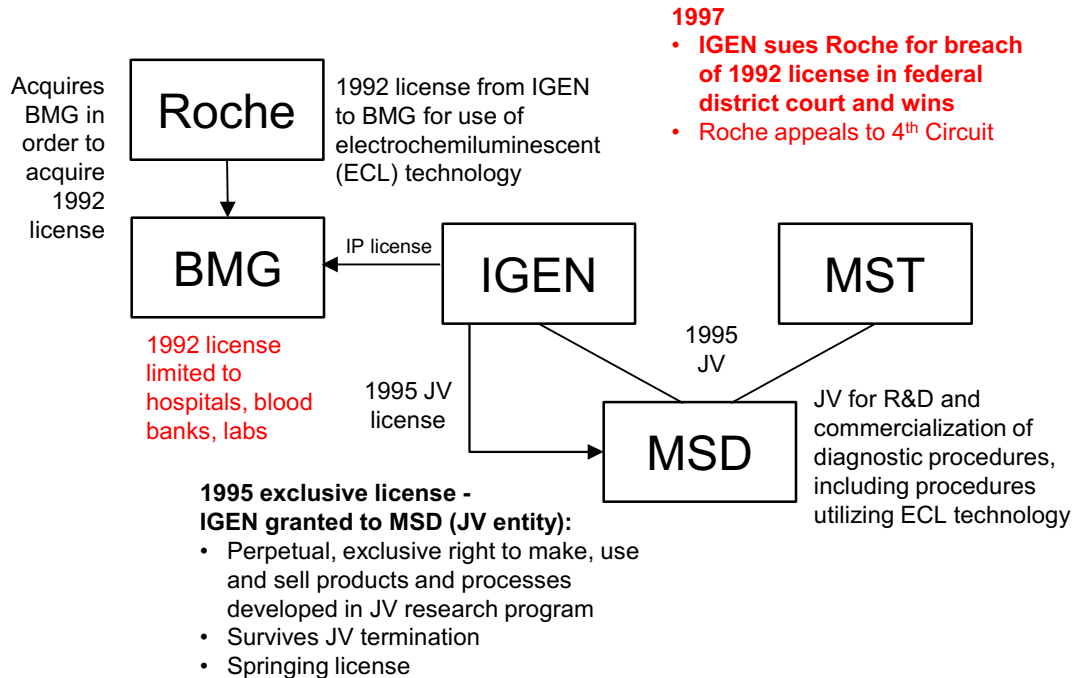 1997
• IGEN sues Roche for breach
of 1992 license in federal
district court and wins
• Roche appeals to 4th Circuit
Acquires
BMG in
order to
acquire
1992
license
Roche
1992 license from IGEN
to BMG for use of
electrochemiluminescent
(ECL) technology
BMG
IP license
IGEN
MST
1992 license
limited to
hospitals, blood
banks, labs
1995 JV
license
1995
JV
MSD
JV for R&D and
commercialization of
diagnostic procedures,
including procedures
utilizing ECL technology
1995 exclusive license -
IGEN granted to MSD (JV entity):
• Perpetual, exclusive right to make, use
and sell products and processes
developed in JV research program
• Survives JV termination
• Springing license